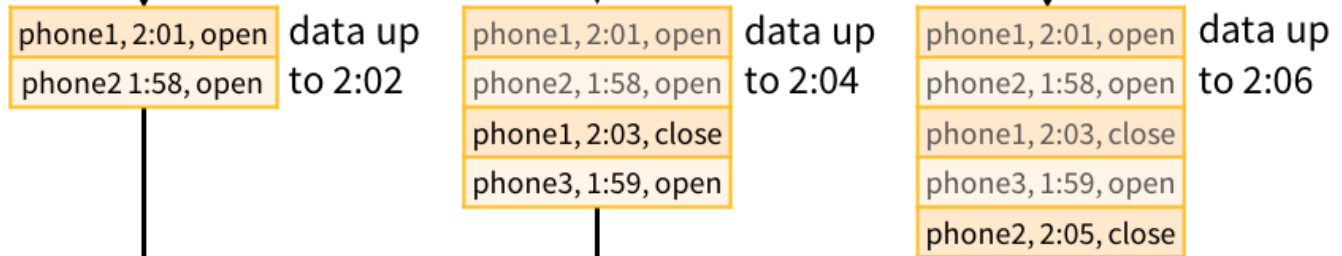 phone1, 2:01, open
phone2 1:58, open
data up
to 2:02
phone1, 2:01, open
phone2, 1:58, open
phone1, 2:03, close
phone3, 1:59, open
data up
to 2:04
phone1, 2:01, open
phone2, 1:58, open
phone1, 2:03, close
phone3, 1:59, open
phone2, 2:05, close
data up
to 2:06